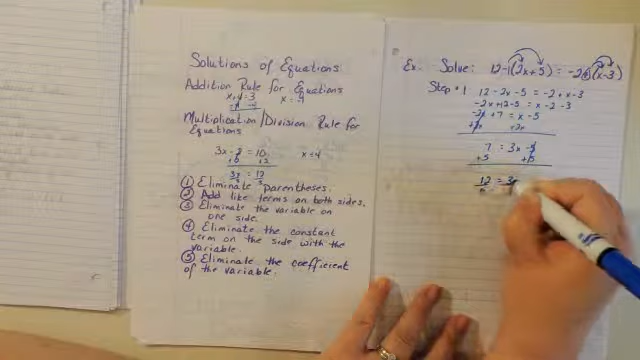 Solutions of Equations
Addition Rule for Equations
x+4=3
-4 -4
x=-1
Multiplication/Division Rule for
Equations
3x-2=10
x=4
① Eliminate parentheses.
② Add like terms on both sides.
③ Eliminate the variable on
one side.
④ Eliminate the constant
term on the side with the
variable.
⑤ Eliminate the coefficient
of the variable.
Ex. Solve: 12-1(2x+5)=-2+(x-3)
Step #1 12-2x-5=-2+x-3
-2x+12-5=x-2-3
-2x+7=x-5
+2x +2x
7=3x-5
+5 +5
12=3x